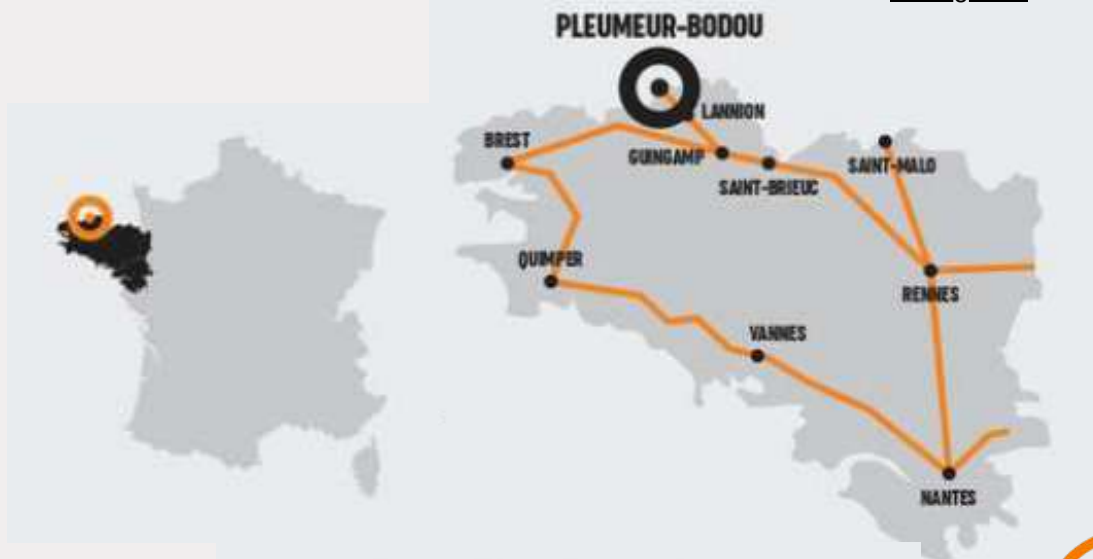 PLEUMEUR-BODOU
LANNION
BREST
GUINGAMP
SAINT-MALO
SAINT-BRIEUC
QUIMPER
RENNES
VANNES
NANTES